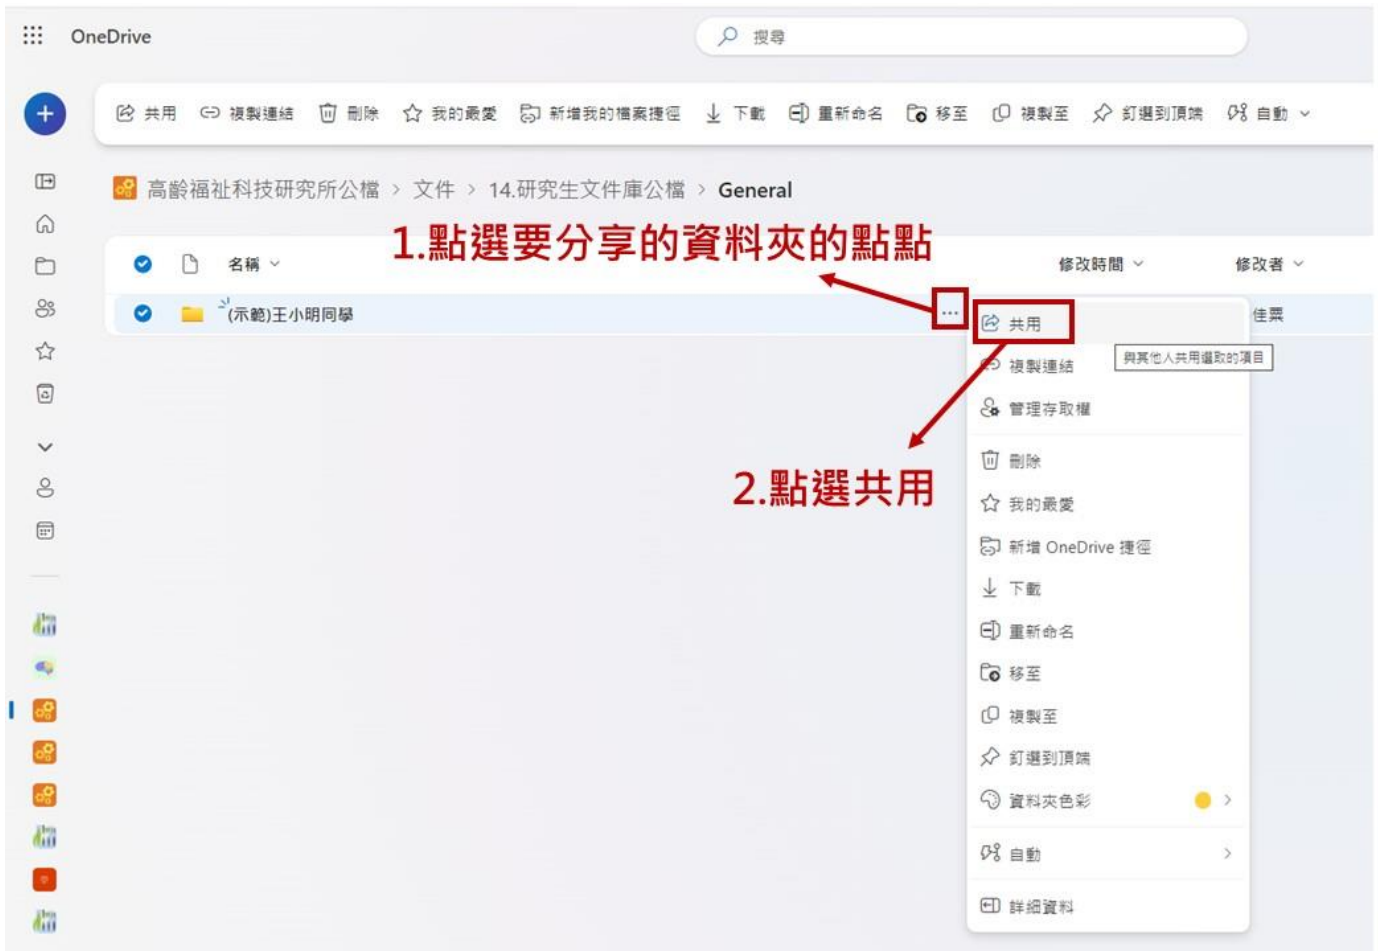 OneDrive
搜尋
共用 複製連結 刪除 我的最愛 新增我的檔案捷徑 下載 重新命名 移至 複製至 釘選到頂端 自動
高齡福祉科技研究所公檔 > 文件 > 14.研究生文件庫公檔 > General
1.點選要分享的資料夾的點點
名稱 修改時間 修改者
(示範)王小明同學 ... 佳粟
共用
與其他人共用選取的項目
複製連結
管理存取權
2.點選共用
刪除
我的最愛
新增 OneDrive 捷徑
下載
重新命名
移至
複製至
釘選到頂端
資料夾色彩
自動
詳細資料